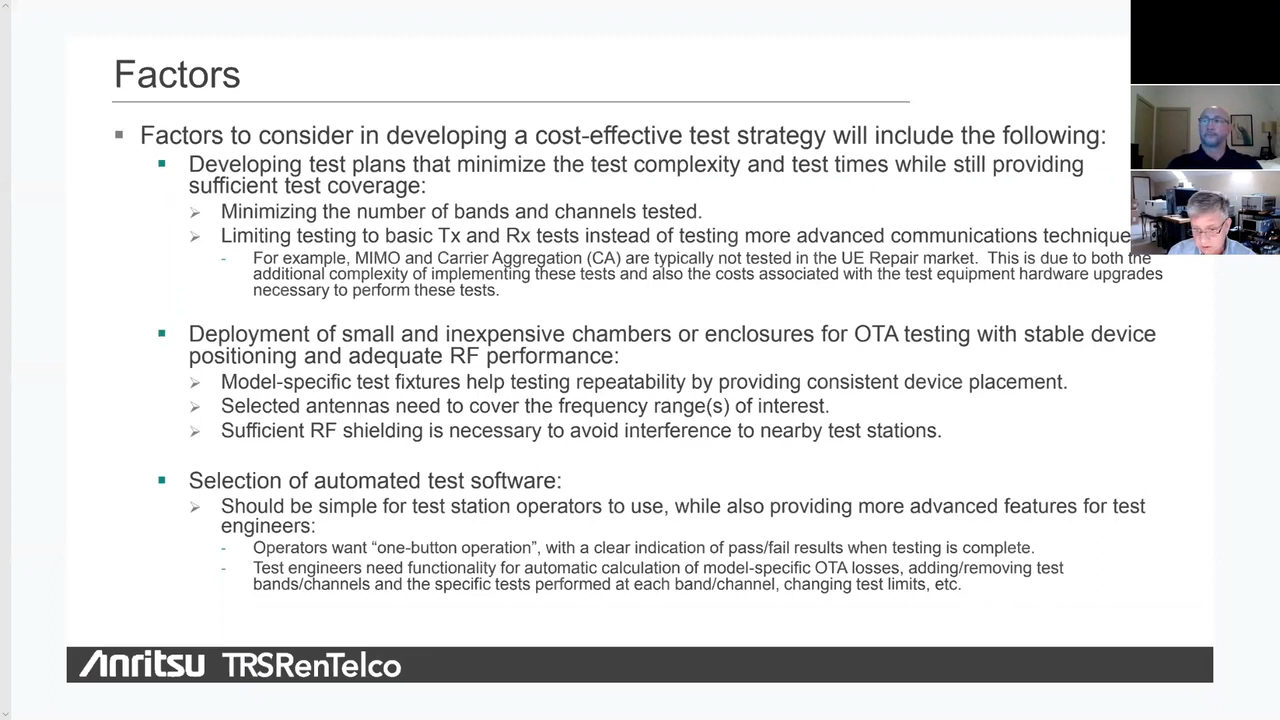 Factors
Factors to consider in developing a cost-effective test strategy will include the following:
Developing test plans that minimize the test complexity and test times while still providing
sufficient test coverage:
Minimizing the number of bands and channels tested.
Limiting testing to basic Tx and Rx tests instead of testing more advanced communications technique
For example, MIMO and Carrier Aggregation (CA) are typically not tested in the UE Repair market.  This is due to both the
additional complexity of implementing these tests and also the costs associated with the test equipment hardware upgrades
necessary to perform these tests.
Deployment of small and inexpensive chambers or enclosures for OTA testing with stable device
positioning and adequate RF performance:
Model-specific test fixtures help testing repeatability by providing consistent device placement.
Selected antennas need to cover the frequency range(s) of interest.
Sufficient RF shielding is necessary to avoid interference to nearby test stations.
Selection of automated test software:
Should be simple for test station operators to use, while also providing more advanced features for test
engineers:
Operators want “one-button operation”, with a clear indication of pass/fail results when testing is complete.
Test engineers need functionality for automatic calculation of model-specific OTA losses, adding/removing test
bands/channels and the specific tests performed at each band/channel, changing test limits, etc.
Anritsu TRSRenTelco